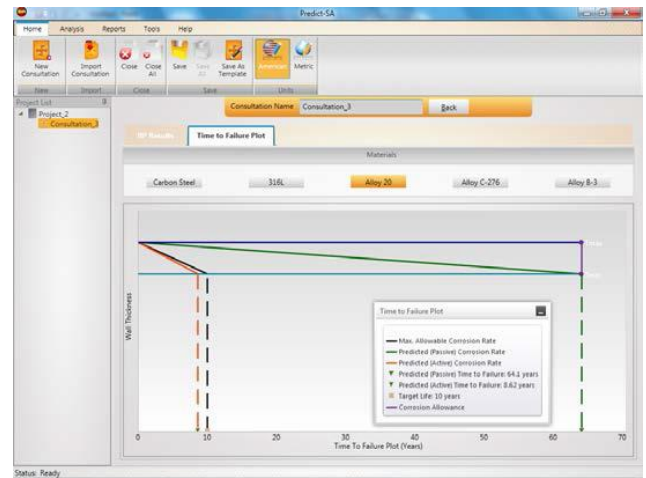 Predict-SA
Home Analysis Reports Tools Help
New Consultation
Import Consultation
Close
Close All
Save
Save All
Save As Template
American
Metric
New Import Close Save Units
Project List
Project_2
Consultation_3
Consultation Name Consultation_3 Back
Results Time to Failure Plot
Materials
Carbon Steel 316L Alloy 20 Alloy C-276 Alloy B-3
Wall Thickness
Time to Failure Plot
Max. Allowable Corrosion Rate
Predicted (Passive) Corrosion Rate
Predicted (Active) Corrosion Rate
Predicted (Passive) Time to Failure: 64.1 years
Predicted (Active) Time to Failure: 8.62 years
Target Life: 10 years
Corrosion Allowance
0 10 20 30 40 50 60 70
Time To Failure Plot (Years)
Status: Ready